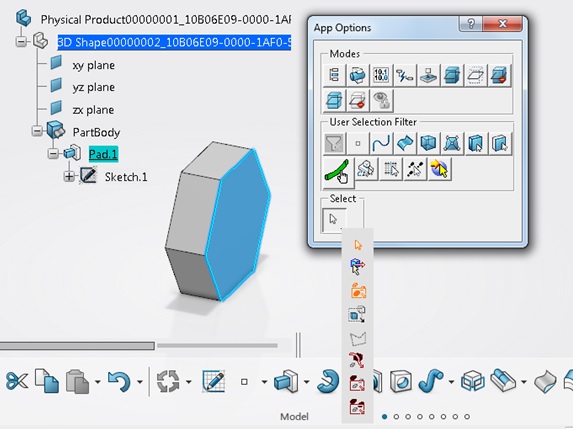 Physical Product00000001_10B06E09-0000-1AF
3D Shape00000002_10B06E09-0000-1AF0-5
xy plane
yz plane
zx plane
PartBody
Pad.1
Sketch.1
App Options
Modes
User Selection Filter
Select
Model